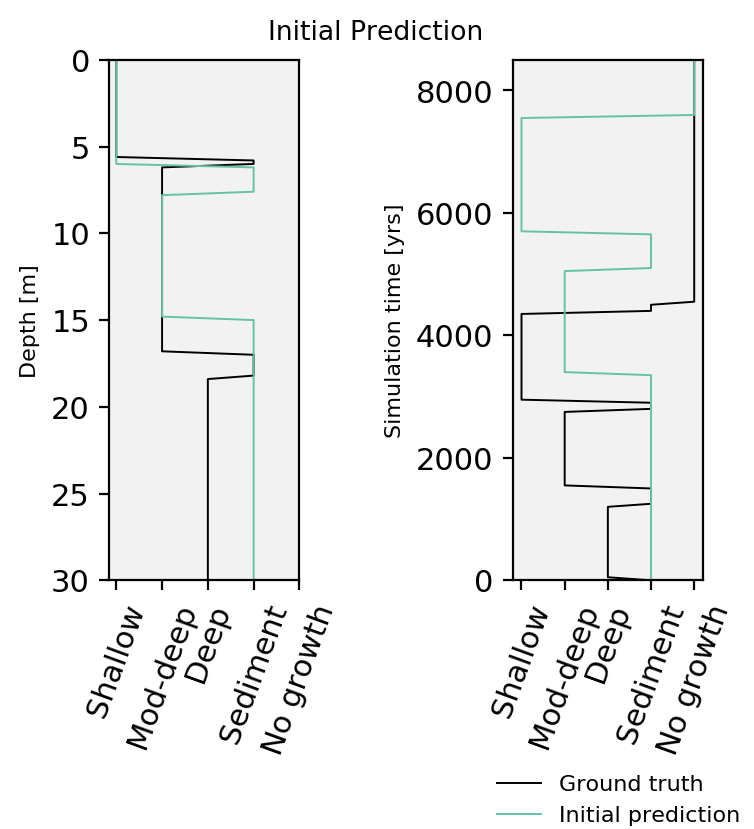 Initial Prediction
0
5
10
15
20
25
30
Depth [m]
Shallow
Mod-deep
Deep
Sediment
No growth
8000
6000
4000
2000
0
Simulation time [yrs]
Shallow
Mod-deep
Deep
Sediment
No growth
Ground truth
Initial prediction